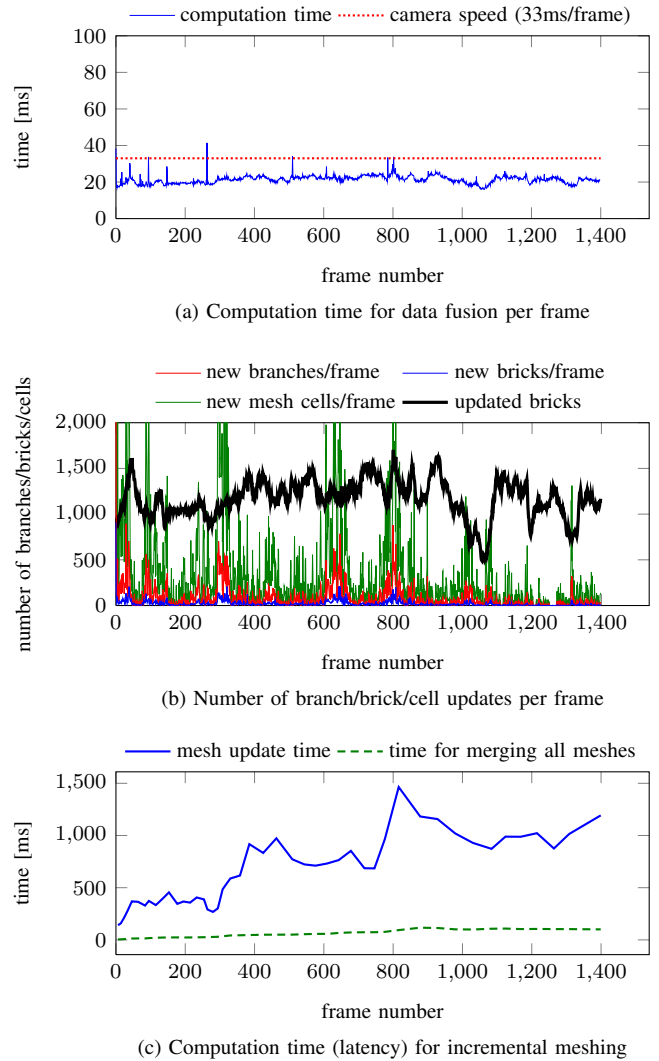 computation time camera speed (33ms/frame)
100
80
60
40
20
0
time [ms]
0 200 400 600 800 1,000 1,200 1,400
frame number
(a) Computation time for data fusion per frame
new branches/frame new bricks/frame
new mesh cells/frame updated bricks
2,000
1,500
1,000
500
0
number of branches/bricks/cells
0 200 400 600 800 1,000 1,200 1,400
frame number
(b) Number of branch/brick/cell updates per frame
mesh update time time for merging all meshes
1,500
1,000
500
0
time [ms]
0 200 400 600 800 1,000 1,200 1,400
frame number
(c) Computation time (latency) for incremental meshing